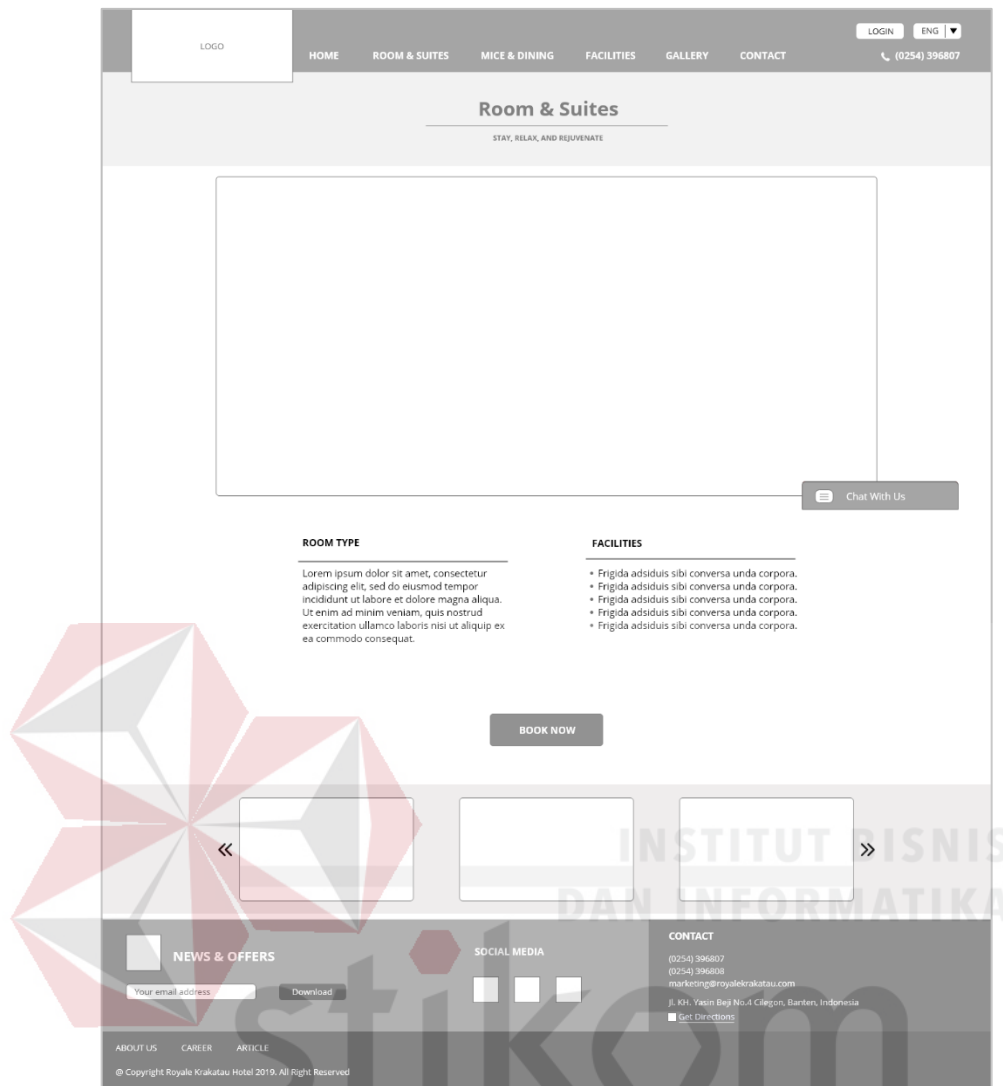 LOGO
LOGIN
ENG
HOME
ROOM & SUITES
MICE & DINING
FACILITIES
GALLERY
CONTACT
(0254) 396807
Room & Suites
STAY, RELAX, AND REJUVENATE
Chat With Us
ROOM TYPE
Lorem ipsum dolor sit amet, consectetur
adipiscing elit, sed do eiusmod tempor
incididunt ut labore et dolore magna aliqua.
Ut enim ad minim veniam, quis nostrud
exercitation ullamco laboris nisi ut aliquip ex
ea commodo consequat.
FACILITIES
• Frigida adsiduis sibi conversa unda corpora.
• Frigida adsiduis sibi conversa unda corpora.
• Frigida adsiduis sibi conversa unda corpora.
• Frigida adsiduis sibi conversa unda corpora.
• Frigida adsiduis sibi conversa unda corpora.
BOOK NOW
INSTITUT BISNIS
DAN INFORMATIKA
stikom
NEWS & OFFERS
Your email address
Download
SOCIAL MEDIA
CONTACT
(0254) 396807
(0254) 396808
marketing@royalekrakatau.com
Jl. KH. Yasin Beji No.4 Cilegon, Banten, Indonesia
Get Directions
ABOUT US
CAREER
ARTICLE
@ Copyright Royale Krakatau Hotel 2019. All Right Reserved